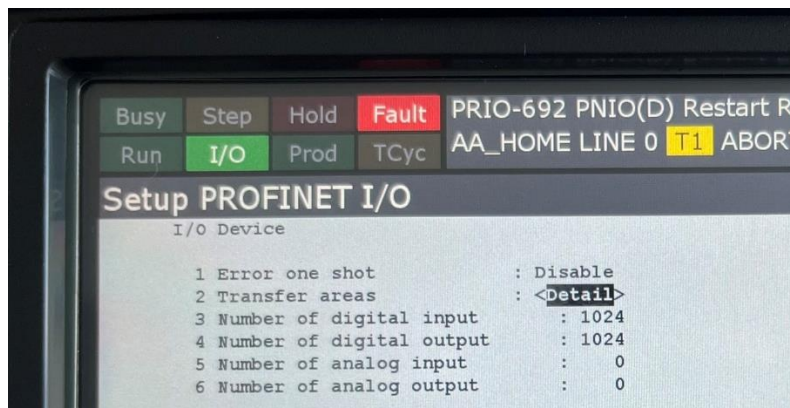 Busy Step Hold Fault PRIO-692 PNIO(D) Restart R
Run I/O Prod TCyc AA_HOME LINE 0 T1 ABOR
Setup PROFINET I/O
I/O Device
1 Error one shot : Disable
2 Transfer areas : <Detail>
3 Number of digital input : 1024
4 Number of digital output : 1024
5 Number of analog input : 0
6 Number of analog output : 0